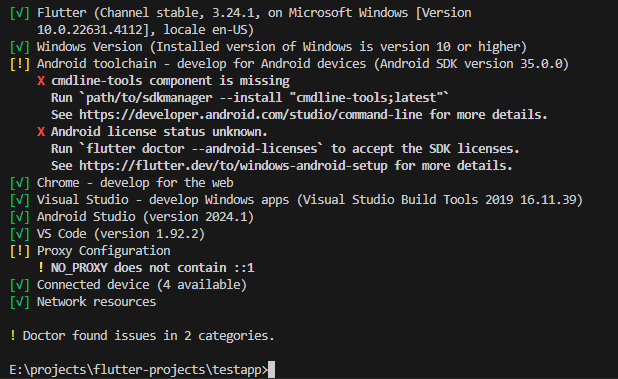 [√] Flutter (Channel stable, 3.24.1, on Microsoft Windows [Version
10.0.22631.4112], locale en-US)
[√] Windows Version (Installed version of Windows is version 10 or higher)
[!] Android toolchain - develop for Android devices (Android SDK version 35.0.0)
X cmdline-tools component is missing
Run `path/to/sdkmanager --install "cmdline-tools;latest"`
See https://developer.android.com/studio/command-line for more details.
X Android license status unknown.
Run `flutter doctor --android-licenses` to accept the SDK licenses.
See https://flutter.dev/to/windows-android-setup for more details.
[√] Chrome - develop for the web
[√] Visual Studio - develop Windows apps (Visual Studio Build Tools 2019 16.11.39)
[√] Android Studio (version 2024.1)
[√] VS Code (version 1.92.2)
[!] Proxy Configuration
! NO_PROXY does not contain ::1
[√] Connected device (4 available)
[√] Network resources
! Doctor found issues in 2 categories.
E:\projects\flutter-projects\testapp>